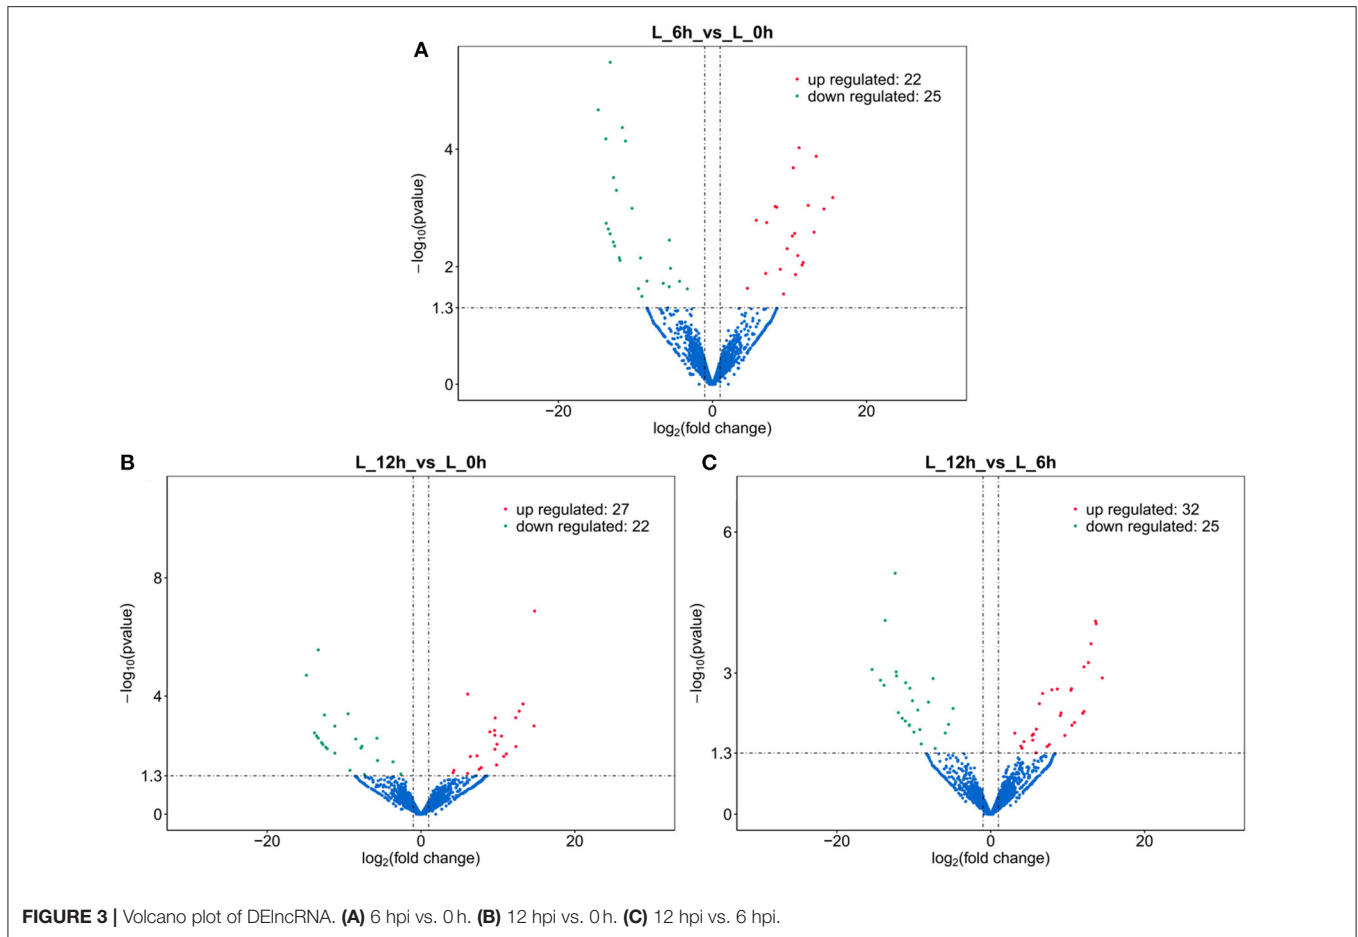 A
L_6h_vs_L_0h
up regulated: 22
down regulated: 25
−log10(pvalue)
4
2
1.3
0
−20 0 20
log2(fold change)
B
L_12h_vs_L_0h
up regulated: 27
down regulated: 22
−log10(pvalue)
8
4
1.3
0
−20 0 20
log2(fold change)
C
L_12h_vs_L_6h
up regulated: 32
down regulated: 25
−log10(pvalue)
6
3
1.3
0
−20 0 20
log2(fold change)
FIGURE 3 | Volcano plot of DElncRNA. (A) 6 hpi vs. 0 h. (B) 12 hpi vs. 0 h. (C) 12 hpi vs. 6 hpi.